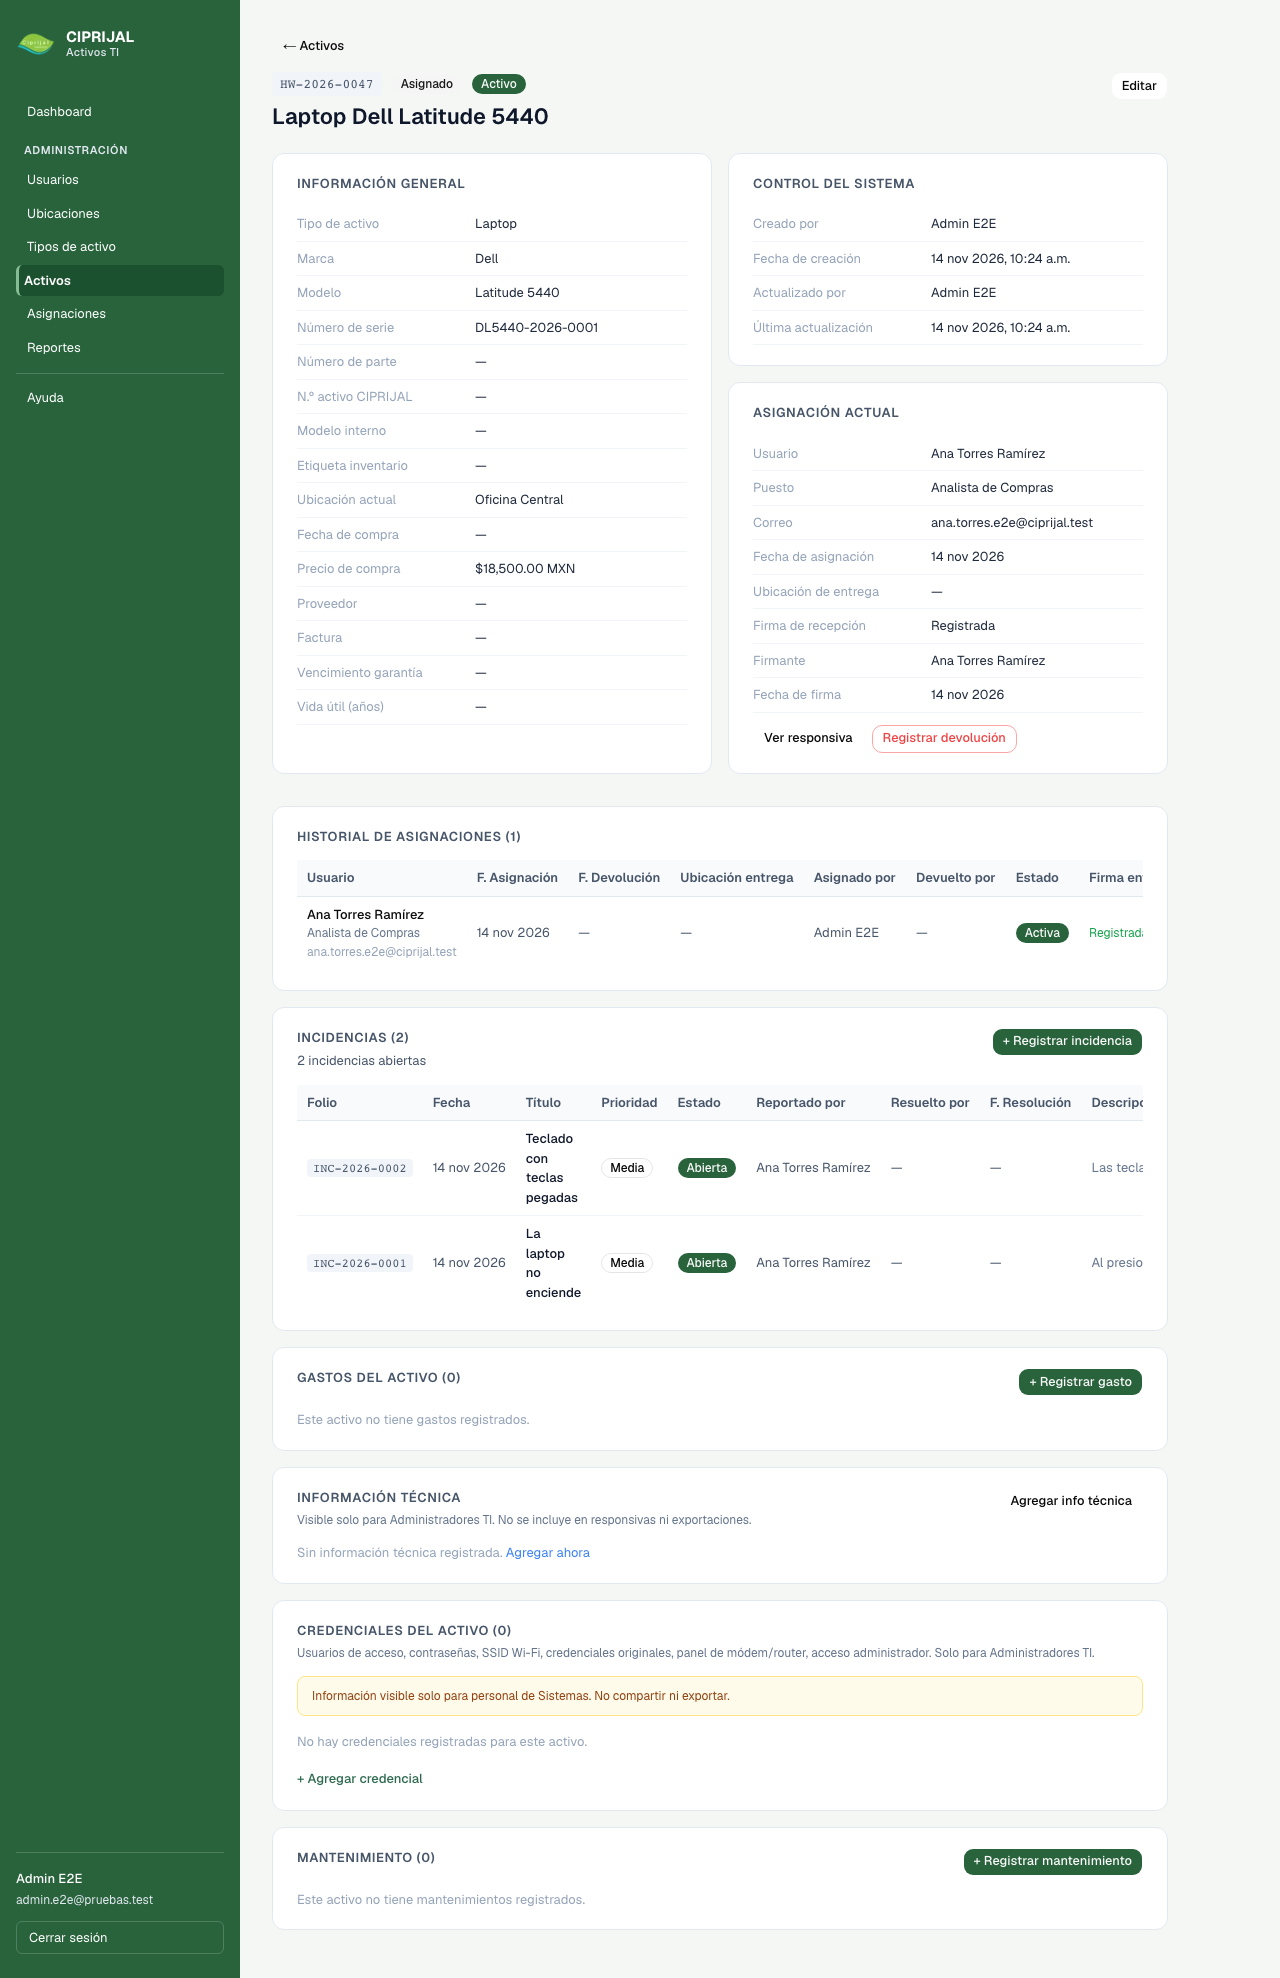 CIPRIJAL
Activos TI
Dashboard
ADMINISTRACIÓN
Usuarios
Ubicaciones
Tipos de activo
Activos
Asignaciones
Reportes
Ayuda
Admin E2E
admin.e2e@pruebas.test
Cerrar sesión
← Activos
HW-2026-0047 Asignado Activo
Editar
Laptop Dell Latitude 5440
INFORMACIÓN GENERAL
Tipo de activo Laptop
Marca Dell
Modelo Latitude 5440
Número de serie DL5440-2026-0001
Número de parte —
N.º activo CIPRIJAL —
Modelo interno —
Etiqueta inventario —
Ubicación actual Oficina Central
Fecha de compra —
Precio de compra $18,500.00 MXN
Proveedor —
Factura —
Vencimiento garantía —
Vida útil (años) —
CONTROL DEL SISTEMA
Creado por Admin E2E
Fecha de creación 14 nov 2026, 10:24 a.m.
Actualizado por Admin E2E
Última actualización 14 nov 2026, 10:24 a.m.
ASIGNACIÓN ACTUAL
Usuario Ana Torres Ramírez
Puesto Analista de Compras
Correo ana.torres.e2e@ciprijal.test
Fecha de asignación 14 nov 2026
Ubicación de entrega —
Firma de recepción Registrada
Firmante Ana Torres Ramírez
Fecha de firma 14 nov 2026
Ver responsiva Registrar devolución
HISTORIAL DE ASIGNACIONES (1)
Usuario F. Asignación F. Devolución Ubicación entrega Asignado por Devuelto por Estado Firma
Ana Torres Ramírez
Analista de Compras
ana.torres.e2e@ciprijal.test
14 nov 2026 — — Admin E2E — Activa
INCIDENCIAS (2)
2 incidencias abiertas
+ Registrar incidencia
Folio Fecha Título Prioridad Estado Reportado por Resuelto por F. Resolución
INC-2026-0002 14 nov 2026
Teclado
con
teclas
pegadas
Media Abierta Ana Torres Ramírez — — Las
INC-2026-0001 14 nov 2026
La
laptop
no
enciende
Media Abierta Ana Torres Ramírez — — Al
GASTOS DEL ACTIVO (0)
+ Registrar gasto
Este activo no tiene gastos registrados.
INFORMACIÓN TÉCNICA
Agregar info técnica
Visible solo para Administradores TI. No se incluye en responsivas ni exportaciones.
Sin información técnica registrada. Agregar ahora
CREDENCIALES DEL ACTIVO (0)
Usuarios de acceso, contraseñas, SSID Wi-Fi, credenciales originales, panel de módem/router, acceso administrador. Solo para Administradores TI.
Información visible solo para personal de Sistemas. No compartir ni exportar.
No hay credenciales registradas para este activo.
+ Agregar credencial
MANTENIMIENTO (0)
+ Registrar mantenimiento
Este activo no tiene mantenimientos registrados.